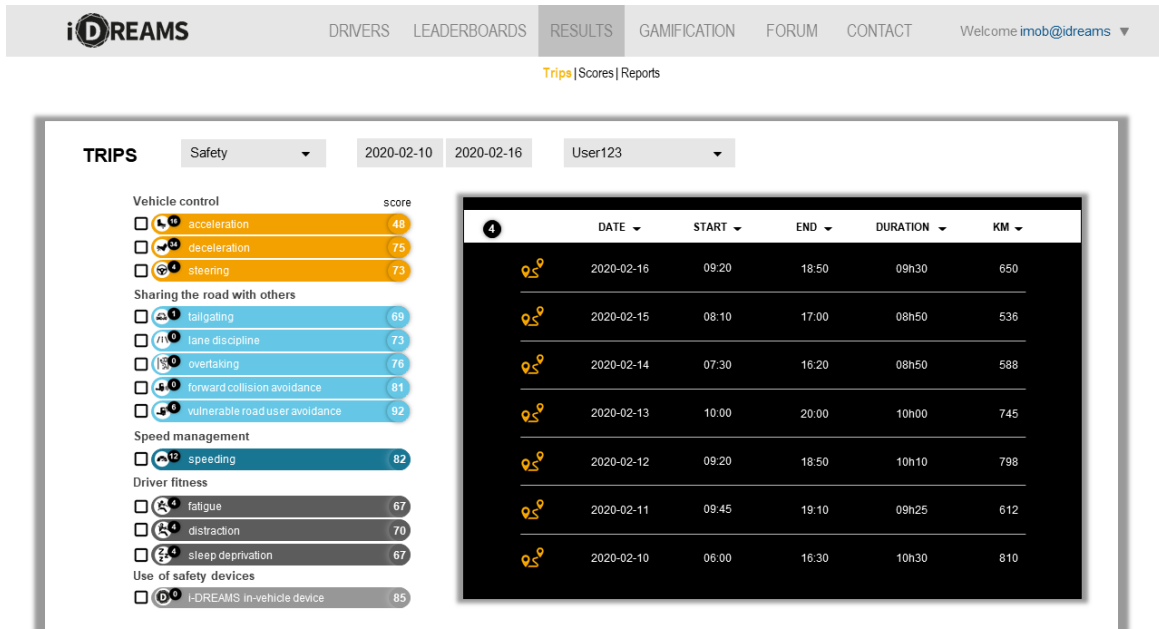 iDREAMS DRIVERS LEADERBOARDS RESULTS GAMIFICATION FORUM CONTACT Welcome imob@idreams ▼
Trips | Scores | Reports
TRIPS Safety 2020-02-10 2020-02-16 User123
Vehicle control score
16 acceleration 48
34 deceleration 75
4 steering 73
Sharing the road with others
1 tailgating 69
0 lane discipline 73
0 overtaking 76
0 forward collision avoidance 81
6 vulnerable road user avoidance 92
Speed management
12 speeding 82
Driver fitness
4 fatigue 67
4 distraction 70
4 sleep deprivation 67
Use of safety devices
D 0 i-DREAMS in-vehicle device 85
4 DATE START END DURATION KM
2020-02-16 09:20 18:50 09h30 650
2020-02-15 08:10 17:00 08h50 536
2020-02-14 07:30 16:20 08h50 588
2020-02-13 10:00 20:00 10h00 745
2020-02-12 09:20 18:50 10h10 798
2020-02-11 09:45 19:10 09h25 612
2020-02-10 06:00 16:30 10h30 810